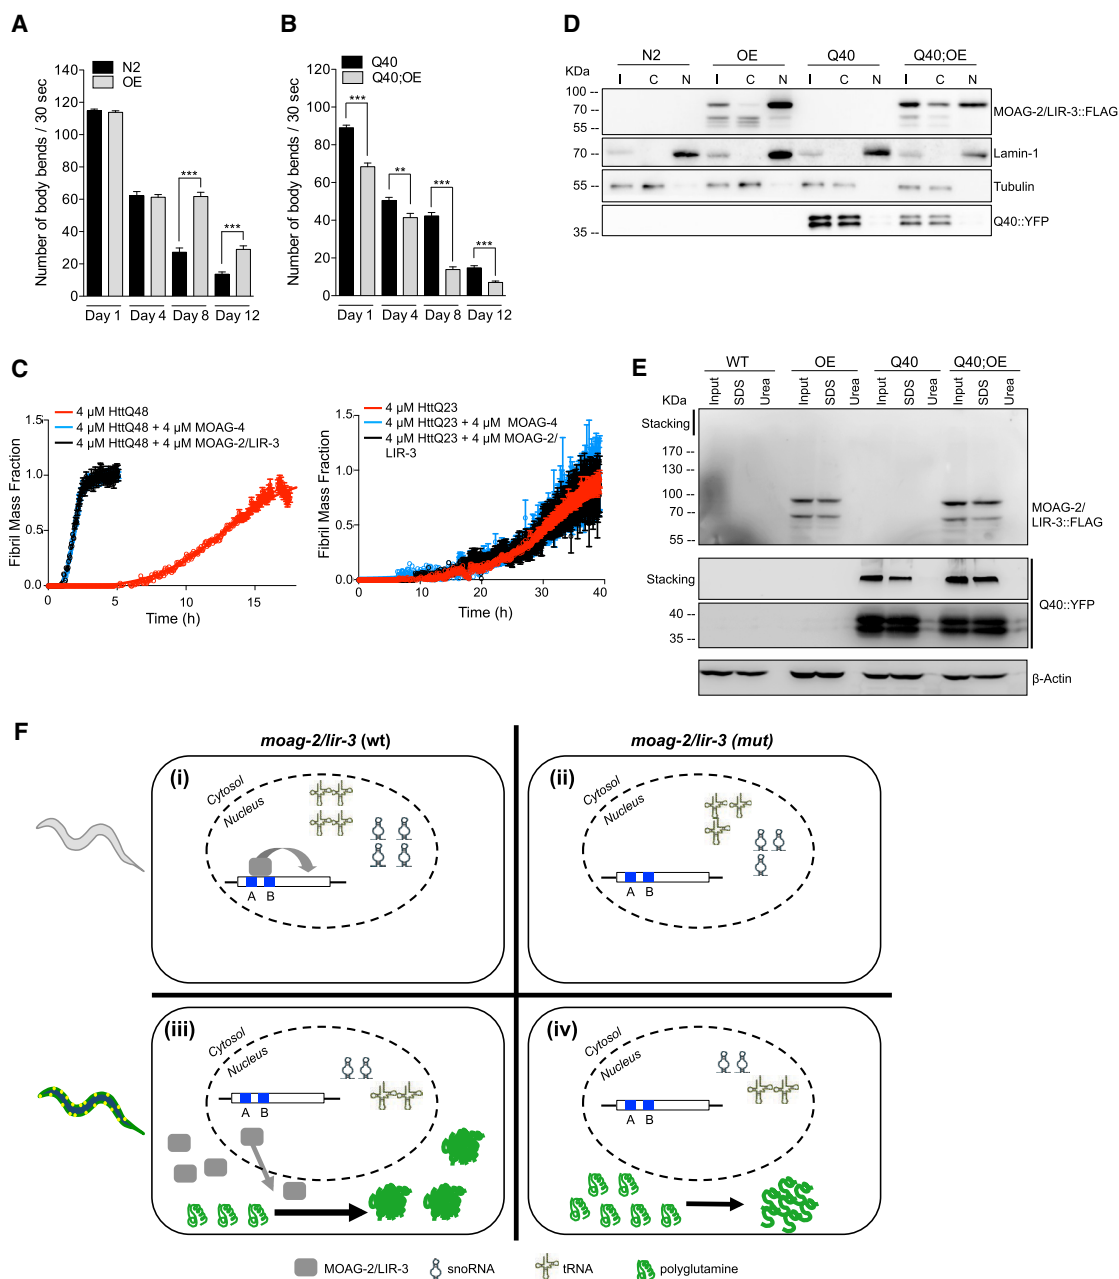 A
N2
OE
Number of body bends / 30 sec
140
120
100
80
60
40
20
0
***
***
Day 1
Day 4
Day 8
Day 12
B
Q40
Q40;OE
Number of body bends / 30 sec
120
100
80
60
40
20
0
***
**
***
***
Day 1
Day 4
Day 8
Day 12
C
4 µM HttQ48
4 µM HttQ48 + 4 µM MOAG-4
4 µM HttQ48 + 4 µM MOAG-2/LIR-3
Fibril Mass Fraction
1.5
1.0
0.5
0.0
0
5
10
15
Time (h)
4 µM HttQ23
4 µM HttQ23 + 4 µM MOAG-4
4 µM HttQ23 + 4 µM MOAG-2/
LIR-3
Fibril Mass Fraction
1.5
1.0
0.5
0.0
0
10
20
30
40
Time (h)
D
N2 OE Q40 Q40;OE
KDa I C N I C N I C N I C N
100 --
70 --
55 --
MOAG-2/LIR-3::FLAG
70 --
Lamin-1
55 --
Tubulin
35 --
Q40::YFP
E
WT OE Q40 Q40;OE
Input SDS Urea Input SDS Urea Input SDS Urea Input SDS Urea
KDa
Stacking
170 --
130 --
100 --
70 --
55 --
MOAG-2/
LIR-3::FLAG
Stacking
40 --
35 --
Q40::YFP
β-Actin
F
moag-2/lir-3 (wt)
moag-2/lir-3 (mut)
(i)
Cytosol
Nucleus
A B
(ii)
Cytosol
Nucleus
A B
(iii)
Cytosol
Nucleus
A B
(iv)
Cytosol
Nucleus
A B
MOAG-2/LIR-3
snoRNA
tRNA
polyglutamine